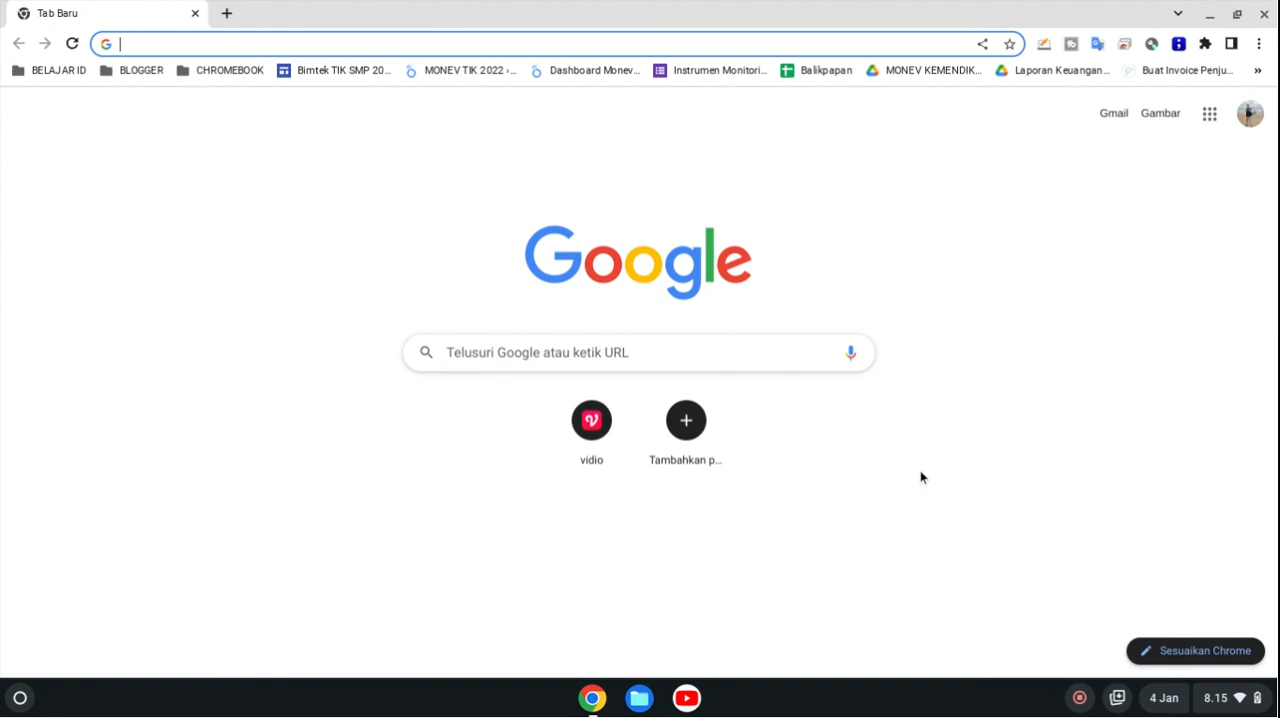 Tab Baru
BELAJAR ID BLOGGER CHROMEBOOK Bimtek TIK SMP 20... MONEV TIK 2022 ›... Dashboard Monev... Instrumen Monitori... Balikpapan MONEV KEMENDIK... Laporan Keuangan... Buat Invoice Penju... »
Gmail Gambar
Google
Telusuri Google atau ketik URL
vidio Tambahkan p...
Sesuaikan Chrome
4 Jan 8.15